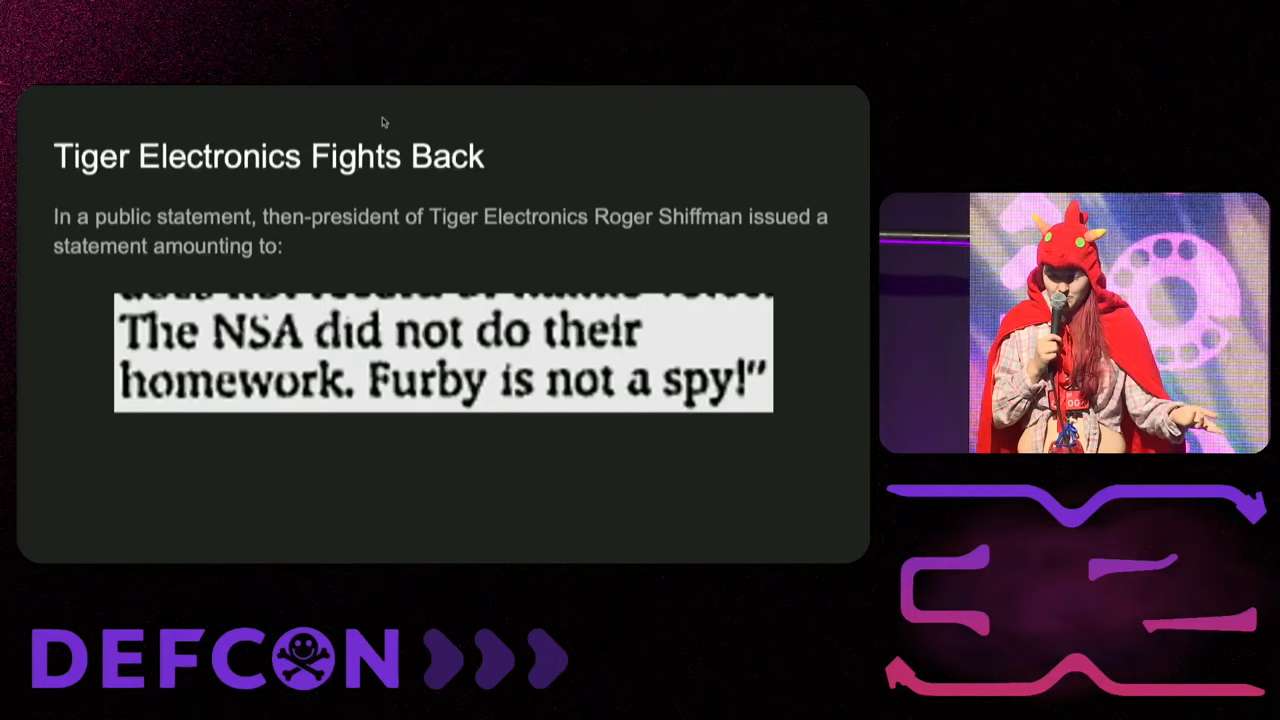 Tiger Electronics Fights Back
In a public statement, then-president of Tiger Electronics Roger Shiffman issued a
statement amounting to:
The NSA did not do their
homework. Furby is not a spy!”
DEFCON